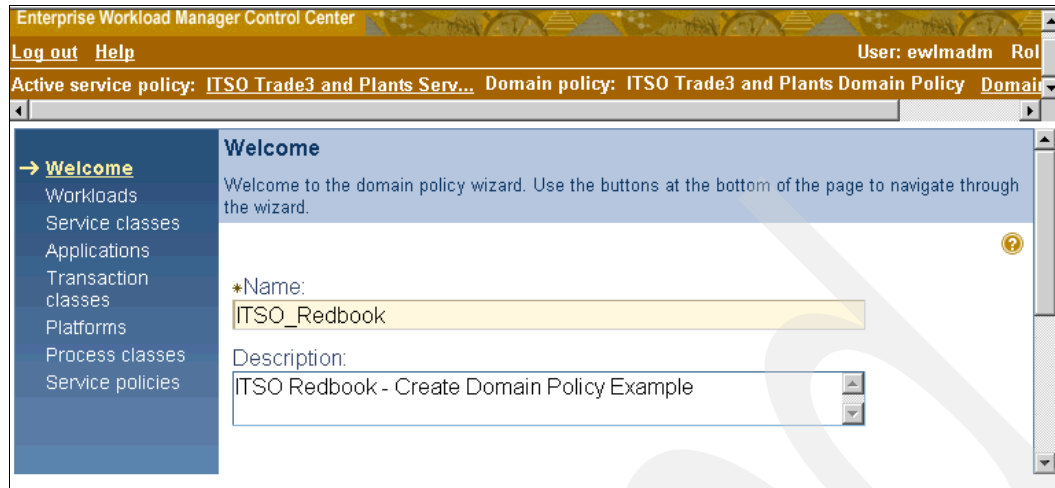 Enterprise Workload Manager Control Center
Log out Help User: ewlmadm Rol
Active service policy: ITSO Trade3 and Plants Serv... Domain policy: ITSO Trade3 and Plants Domain Policy Domain
Welcome
Workloads
Service classes
Applications
Transaction
classes
Platforms
Process classes
Service policies
Welcome
Welcome to the domain policy wizard. Use the buttons at the bottom of the page to navigate through
the wizard.
?
*Name:
ITSO_Redbook
Description:
ITSO Redbook - Create Domain Policy Example